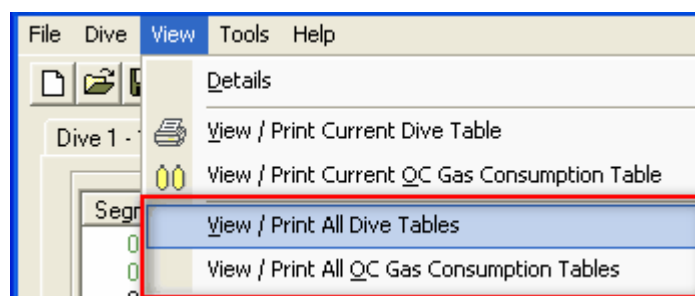 File Dive View Tools Help
Details
Dive 1 -
View / Print Current Dive Table
View / Print Current OC Gas Consumption Table
View / Print All Dive Tables
View / Print All OC Gas Consumption Tables